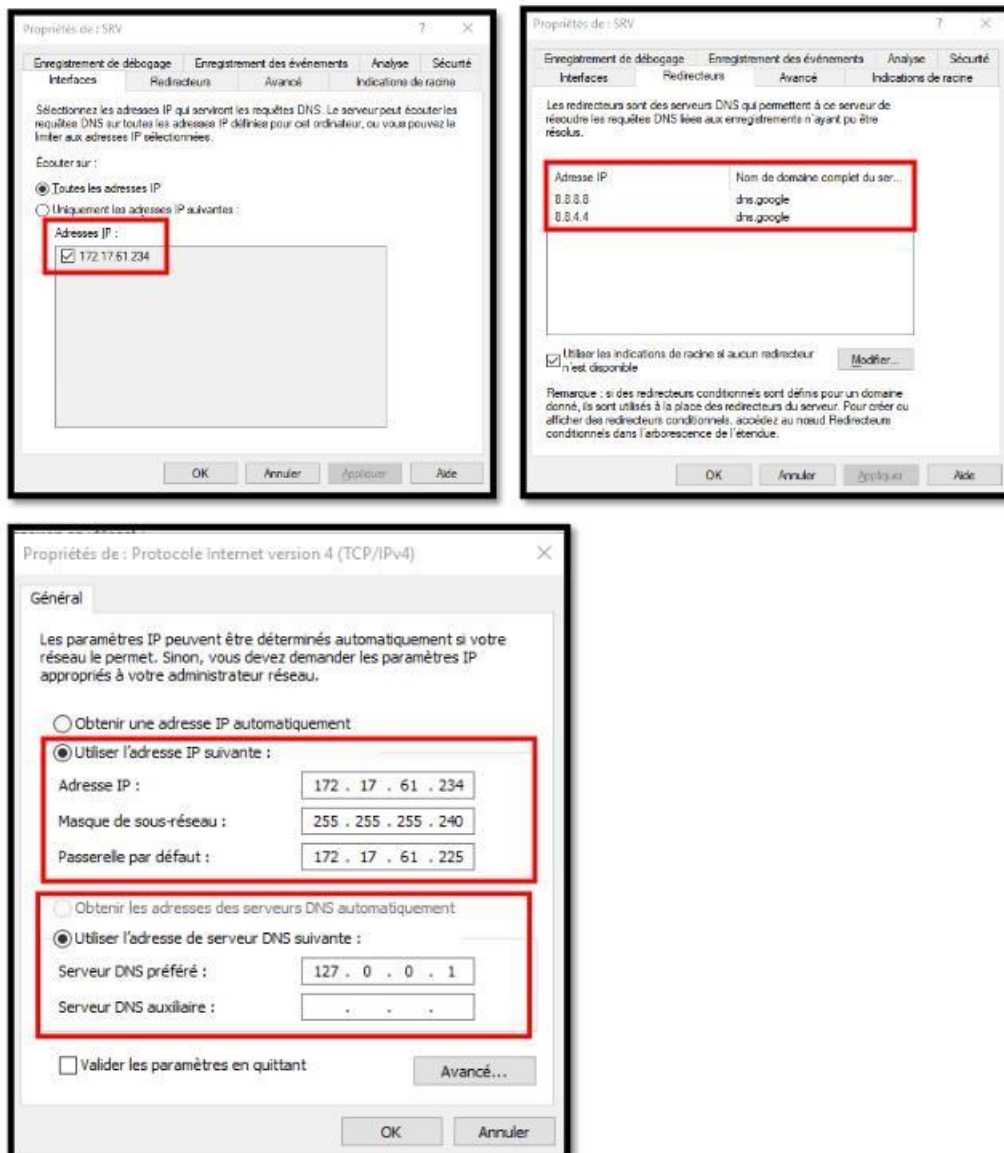 Propriétés de : SRV
?
Enregistrement de débogage Enregistrement des événements Analyse Sécurité
Interfaces Redirecteurs Avancé Indications de racine
Sélectionnez les adresses IP qui serviront les requêtes DNS. Le serveur peut écouter les
requêtes DNS sur toutes les adresses IP définies pour cet ordinateur, ou vous pouvez le
limiter aux adresses IP sélectionnées.
Écouter sur :
Toutes les adresses IP
Uniquement les adresses IP suivantes :
Adresses IP :
172.17.61.234
OK Annuler Appliquer Aide
Propriétés de : SRV
?
Enregistrement de débogage Enregistrement des événements Analyse Sécurité
Interfaces Redirecteurs Avancé Indications de racine
Les redirecteurs sont des serveurs DNS qui permettent à ce serveur de
résoudre les requêtes DNS liées aux enregistrements n'ayant pu être
résolus.
Adresse IP Nom de domaine complet du ser...
8.8.8.8 dns.google
8.8.4.4 dns.google
Utiliser les indications de racine si aucun redirecteur
n'est disponible
Modifier...
Remarque : si des redirecteurs conditionnels sont définis pour un domaine
donné, ils sont utilisés à la place des redirecteurs du serveur. Pour créer ou
afficher des redirecteurs conditionnels, accédez au nœud Redirecteurs
conditionnels dans l'arborescence de l'étendue.
OK Annuler Appliquer Aide
Propriétés de : Protocole Internet version 4 (TCP/IPv4)
Général
Les paramètres IP peuvent être déterminés automatiquement si votre
réseau le permet. Sinon, vous devez demander les paramètres IP
appropriés à votre administrateur réseau.
Obtenir une adresse IP automatiquement
Utiliser l'adresse IP suivante :
Adresse IP : 172 . 17 . 61 . 234
Masque de sous-réseau : 255 . 255 . 255 . 240
Passerelle par défaut : 172 . 17 . 61 . 225
Obtenir les adresses des serveurs DNS automatiquement
Utiliser l'adresse de serveur DNS suivante :
Serveur DNS préféré : 127 . 0 . 0 . 1
Serveur DNS auxiliaire : . . .
Valider les paramètres en quittant
Avancé...
OK Annuler